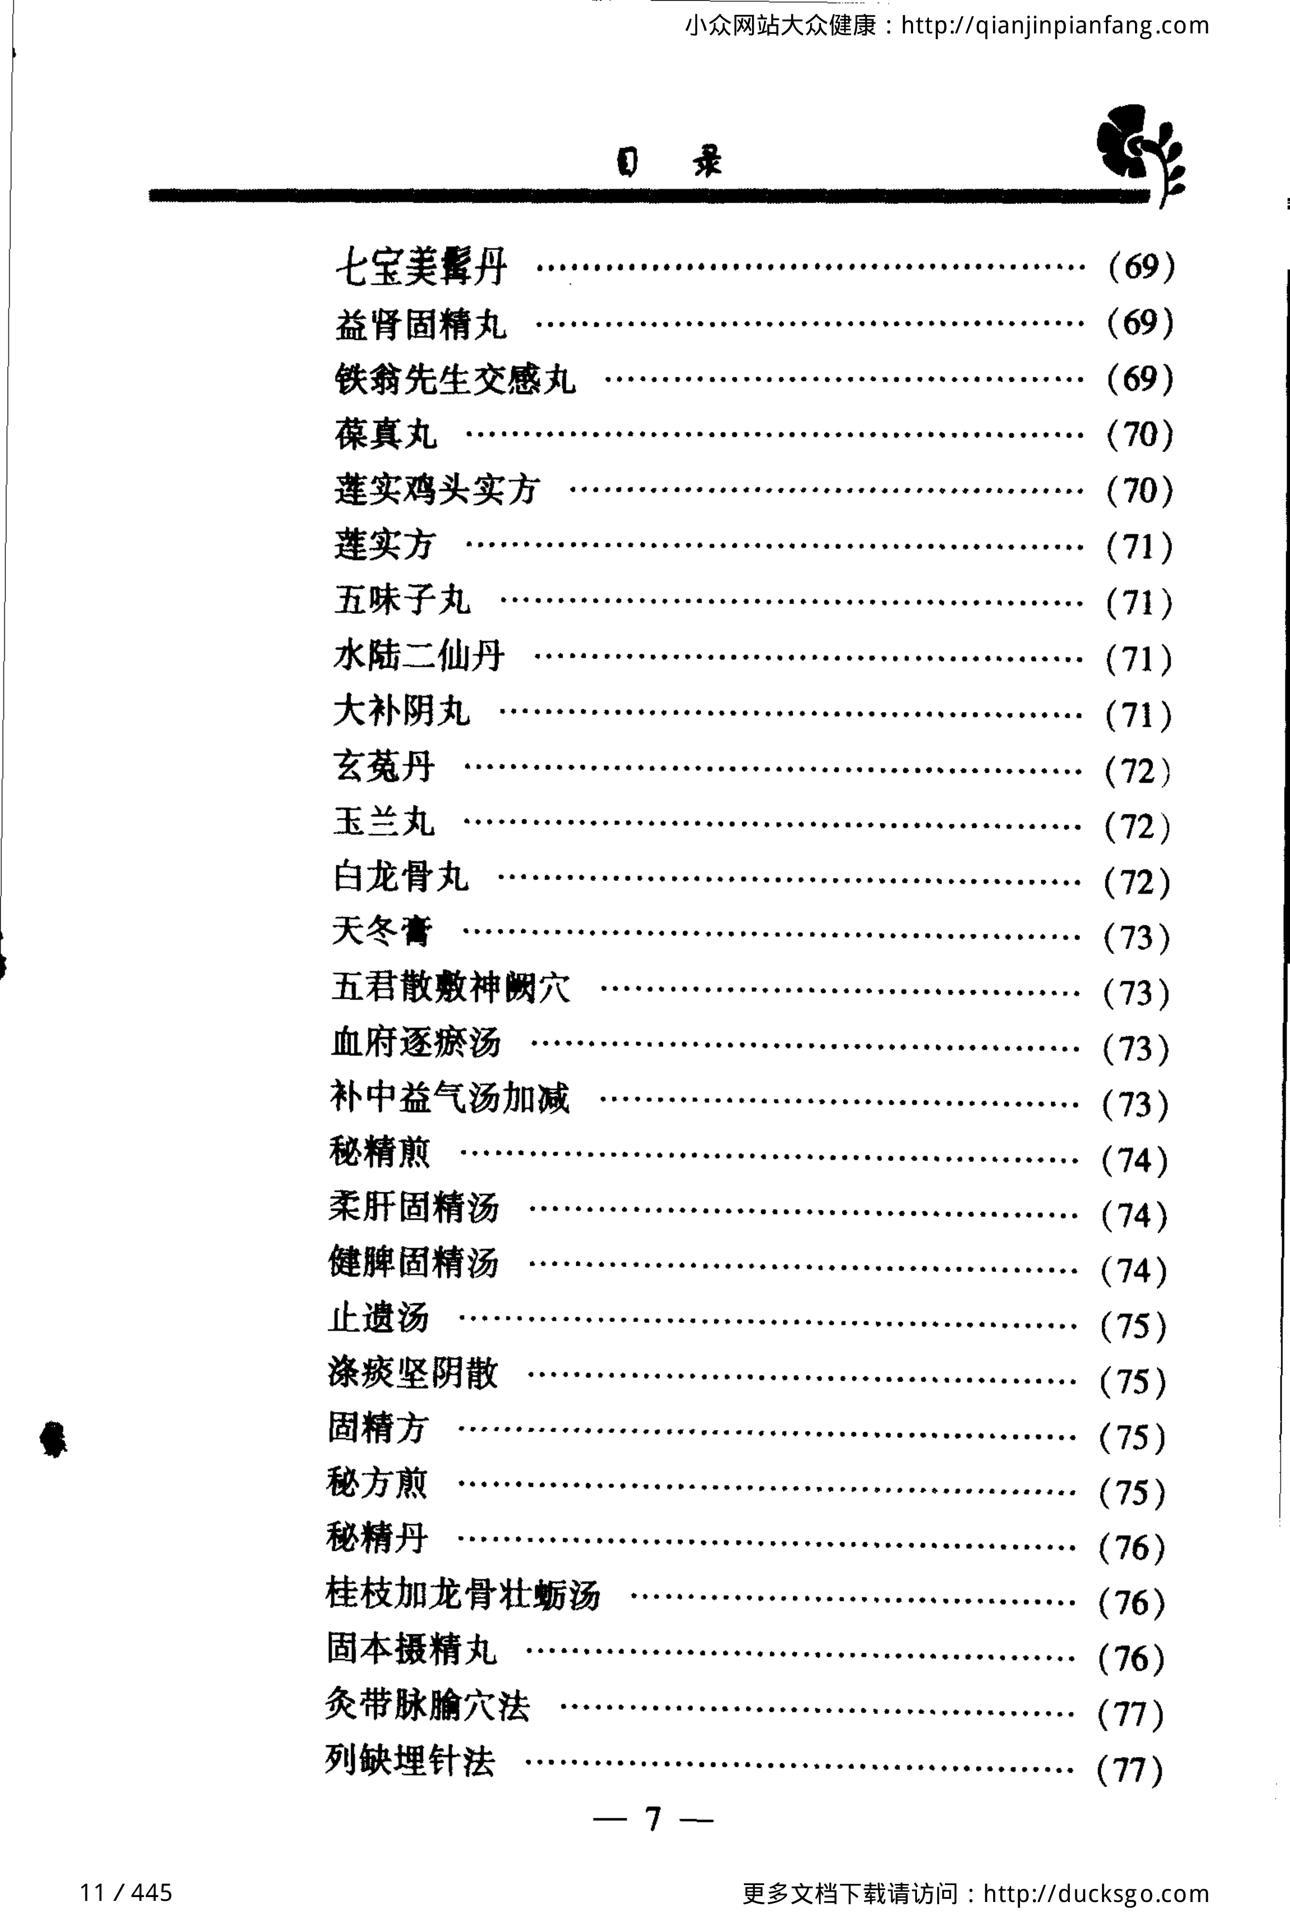 小众网站大众健康：http://qianjinpianfang.com
目 录
七宝美髯丹 …………………………………………… (69)
益肾固精丸 …………………………………………… (69)
铁翁先生交感丸 ……………………………………… (69)
葆真丸 ………………………………………………… (70)
莲实鸡头实方 ………………………………………… (70)
莲实方 ………………………………………………… (71)
五味子丸 ……………………………………………… (71)
水陆二仙丹 …………………………………………… (71)
大补阴丸 ……………………………………………… (71)
玄菟丹 ………………………………………………… (72)
玉兰丸 ………………………………………………… (72)
白龙骨丸 ……………………………………………… (72)
天冬膏 ………………………………………………… (73)
五君散敷神阙穴 ……………………………………… (73)
血府逐瘀汤 …………………………………………… (73)
补中益气汤加减 ……………………………………… (73)
秘精煎 ………………………………………………… (74)
柔肝固精汤 …………………………………………… (74)
健脾固精汤 …………………………………………… (74)
止遗汤 ………………………………………………… (75)
涤痰坚阴散 …………………………………………… (75)
固精方 ………………………………………………… (75)
秘方煎 ………………………………………………… (75)
秘精丹 ………………………………………………… (76)
桂枝加龙骨壮蛎汤 …………………………………… (76)
固本摄精丸 …………………………………………… (76)
灸带脉腧穴法 ………………………………………… (77)
列缺埋针法 …………………………………………… (77)
— 7 —
11 / 445
更多文档下载请访问：http://ducksgo.com